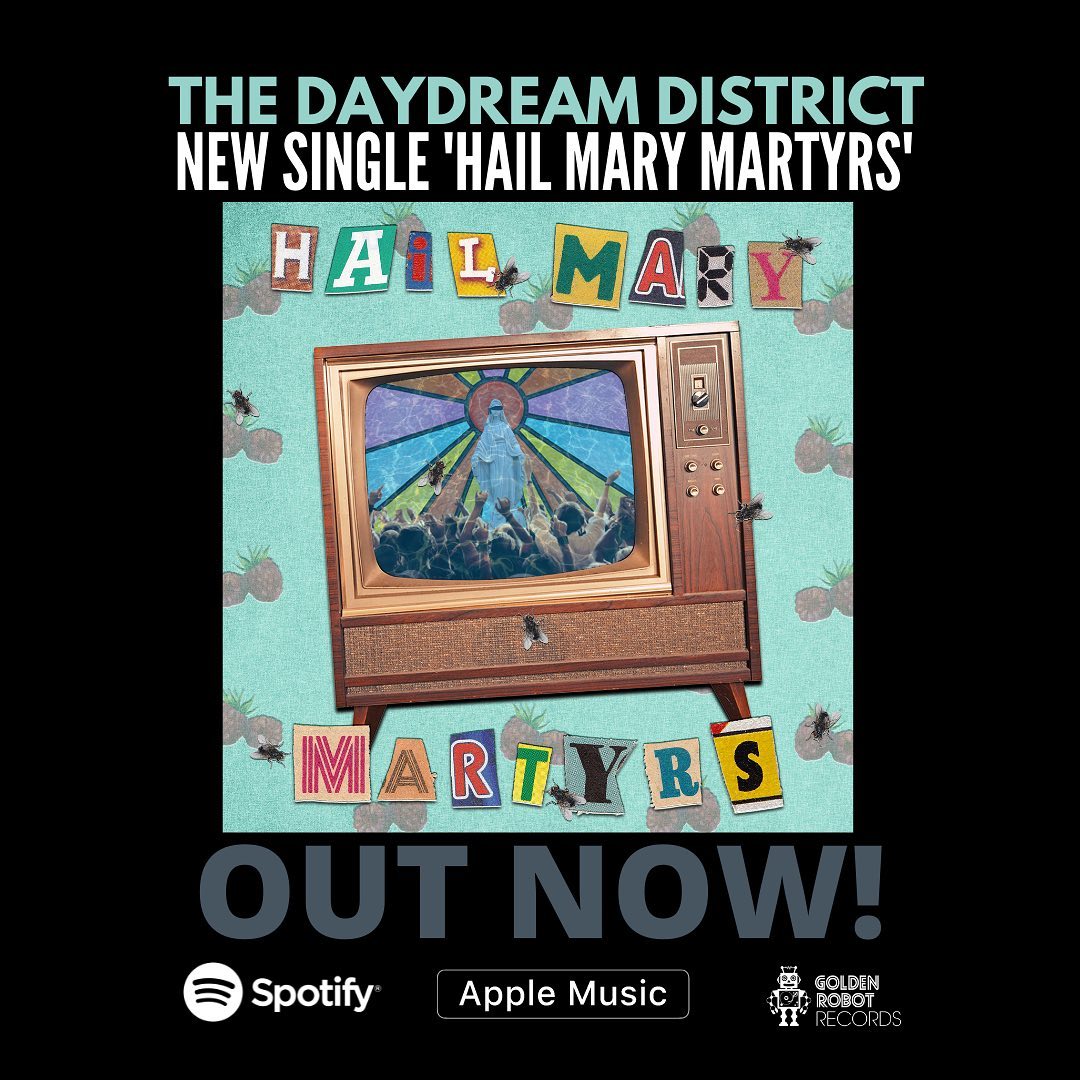 THE DAYDREAM DISTRICT
NEW SINGLE 'HAIL MARY MARTYRS'
HAiL MARY
MARTYRS
OUT NOW!
Spotify®
Apple Music
GOLDEN
ROBOT
RECORDS